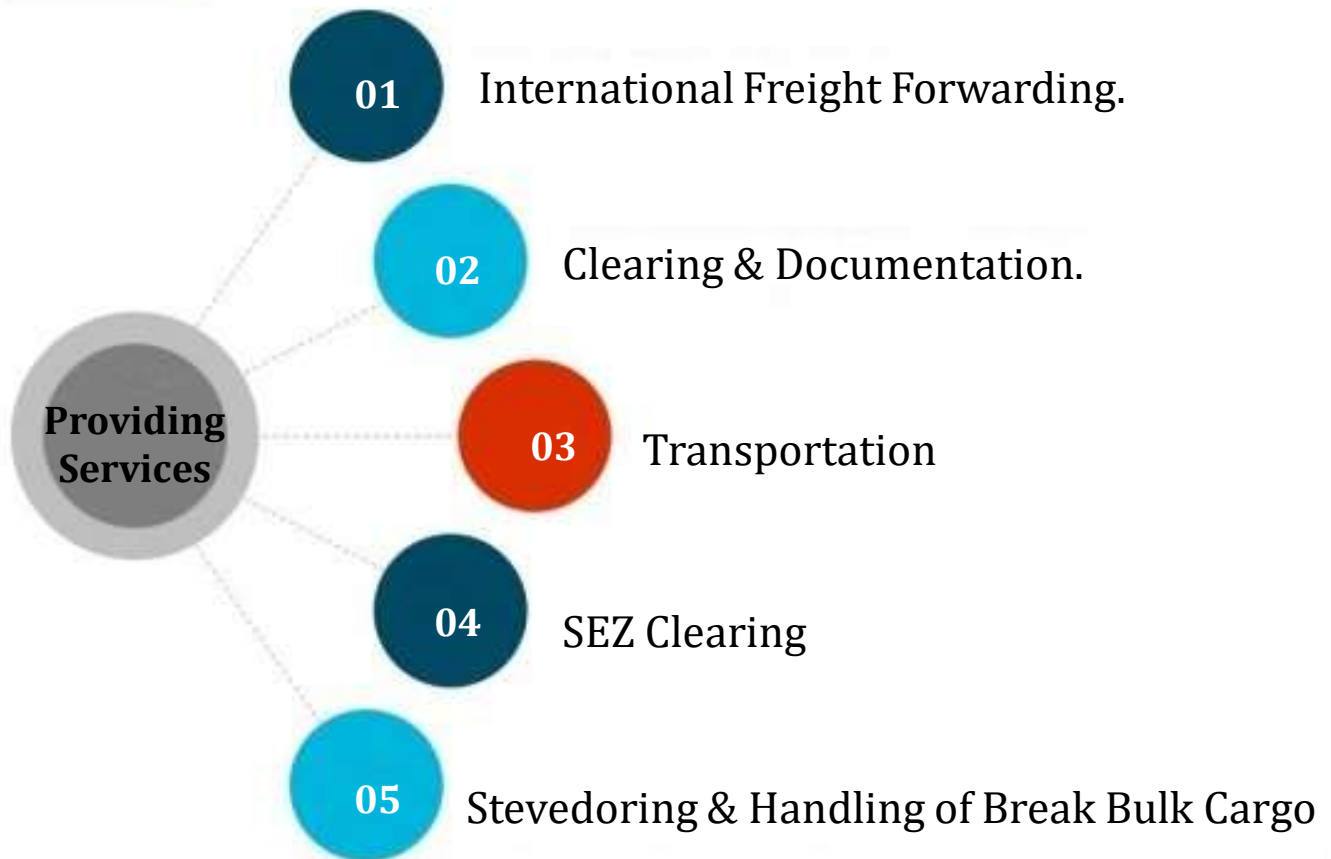 01 International Freight Forwarding.
02 Clearing & Documentation.
Providing
Services
03 Transportation
04 SEZ Clearing
05 Stevedoring & Handling of Break Bulk Cargo